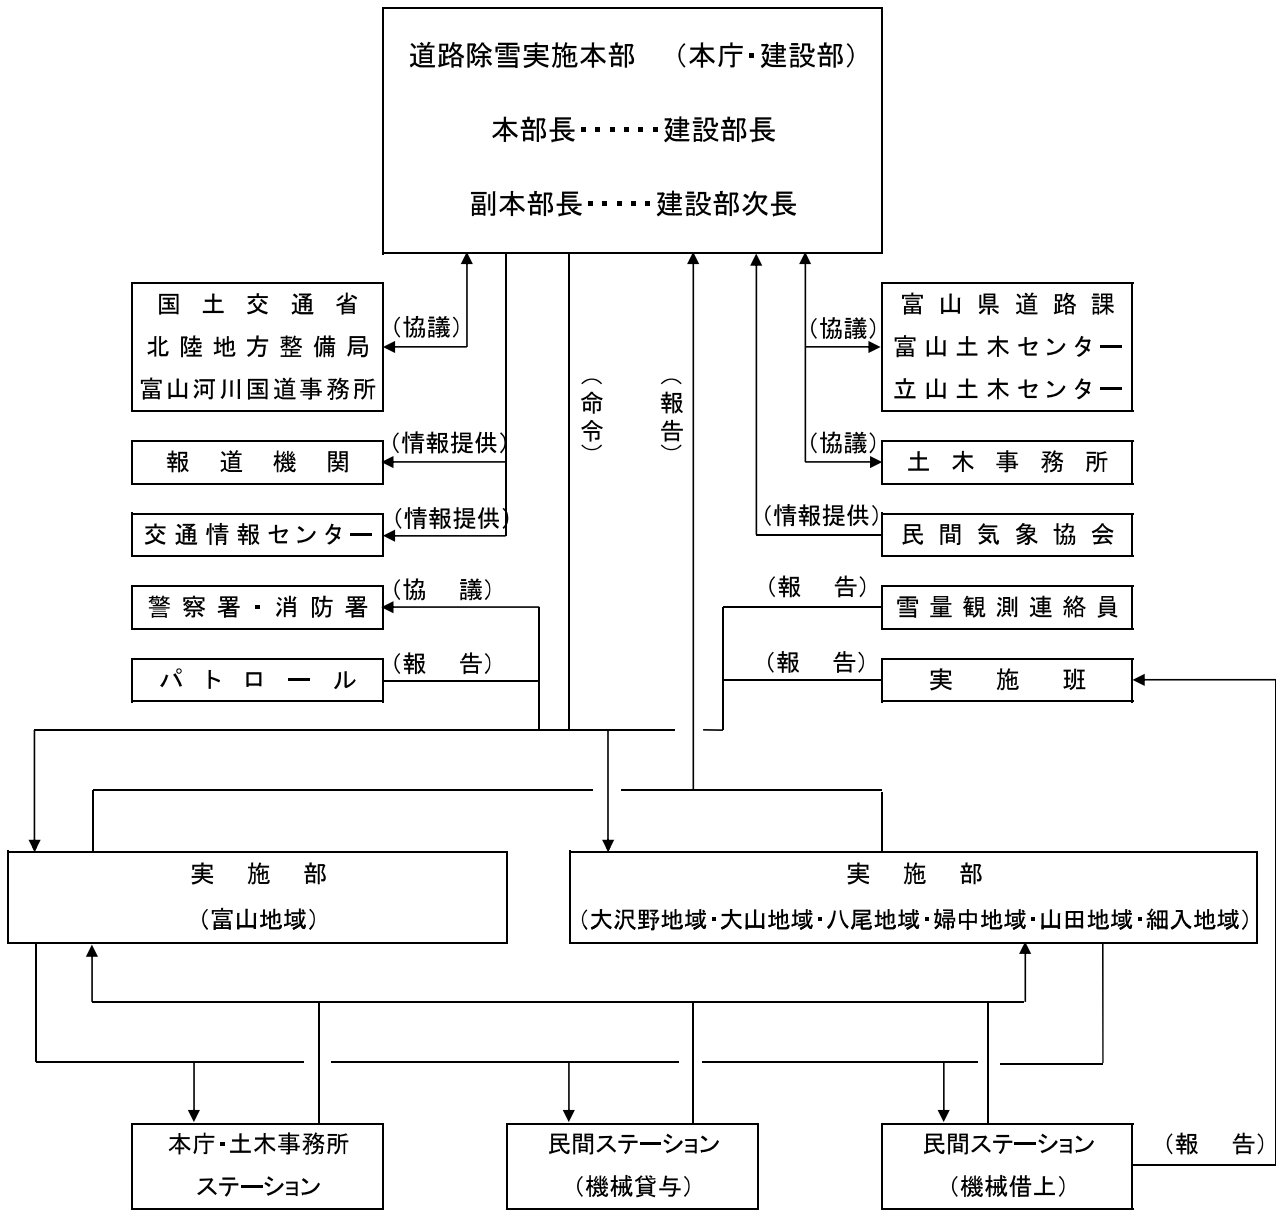 道路除雪実施本部 (本庁・建設部)
本部長・・・・・・建設部長
副本部長・・・・・建設部次長
国土交通省
北陸地方整備局
富山河川国道事務所
(協議)
(協議)
富山県道路課
富山土木センター
立山土木センター
(命令)
(報告)
報道機関
(情報提供)
(協議)
土木事務所
交通情報センター
(情報提供)
(情報提供)
民間気象協会
警察署・消防署
(協 議)
(報 告)
雪量観測連絡員
パトロール
(報 告)
(報 告)
実施班
実施部
(富山地域)
実施部
(大沢野地域・大山地域・八尾地域・婦中地域・山田地域・細入地域)
本庁・土木事務所
ステーション
民間ステーション
(機械貸与)
民間ステーション
(機械借上)
(報 告)